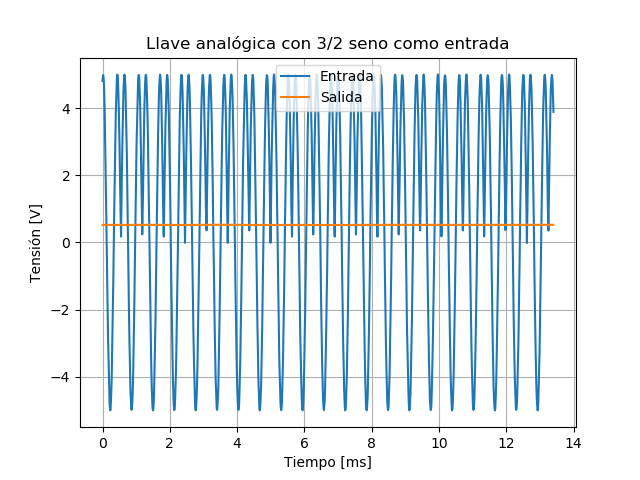 Llave analógica con 3/2 seno como entrada
Entrada
Salida
Tensión [V]
4
2
0
−2
−4
0 2 4 6 8 10 12 14
Tiempo [ms]